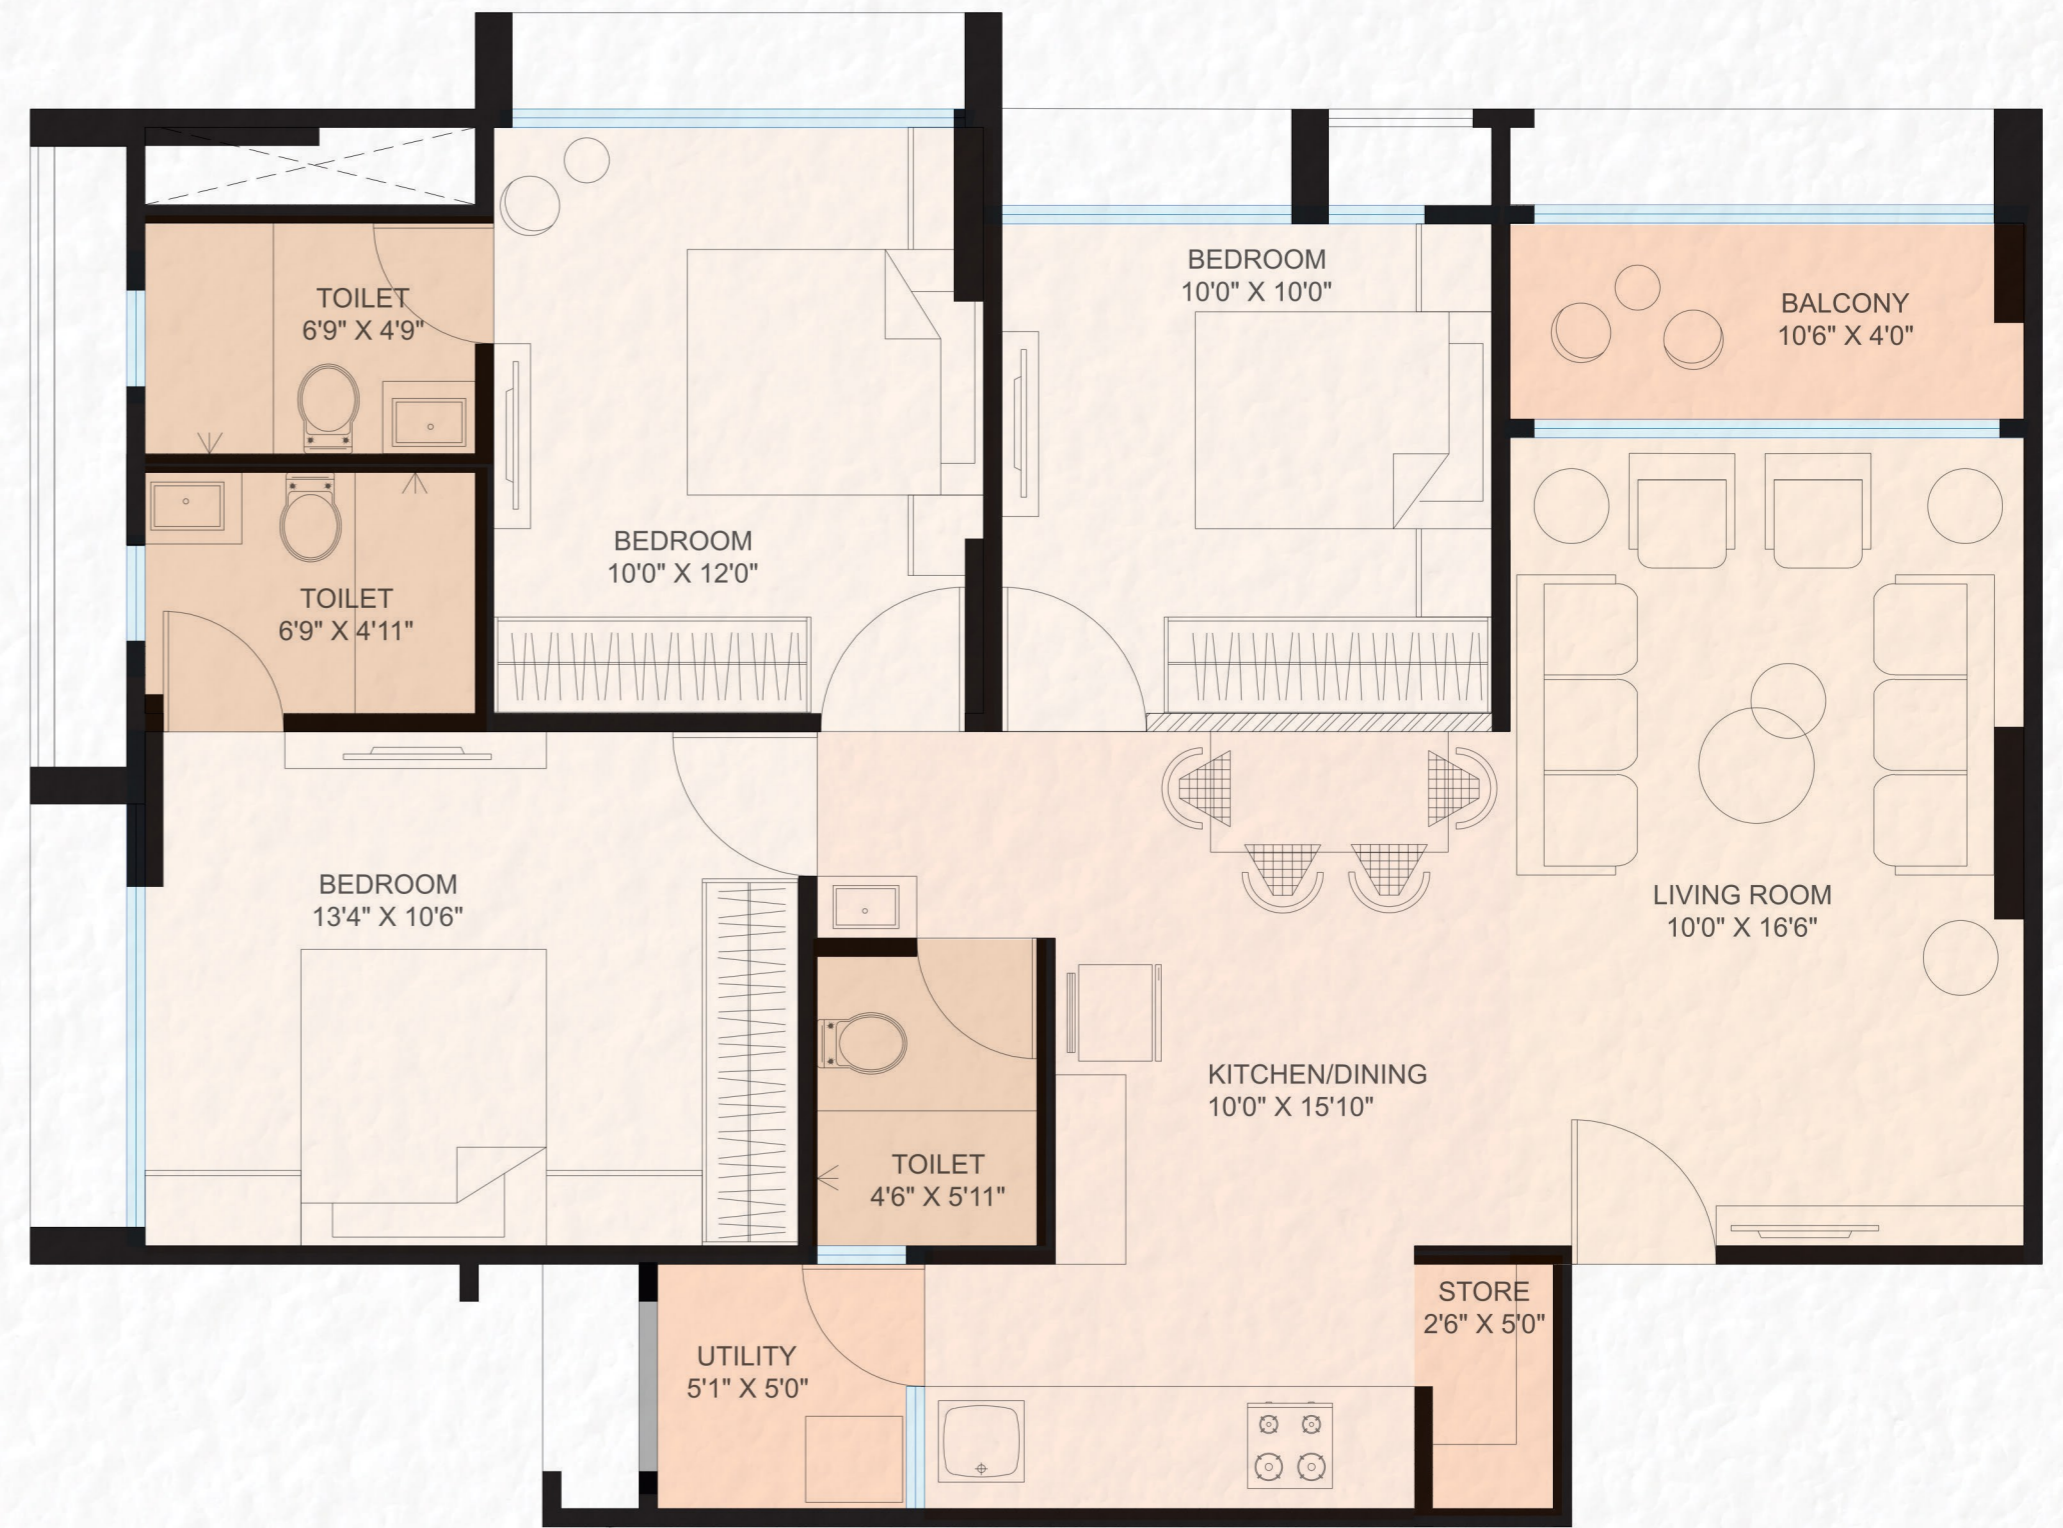 BEDROOM
10'0" X 10'0"
TOILET
6'9" X 4'9"
BALCONY
10'6" X 4'0"
BEDROOM
10'0" X 12'0"
TOILET
6'9" X 4'11"
BEDROOM
13'4" X 10'6"
LIVING ROOM
10'0" X 16'6"
KITCHEN/DINING
10'0" X 15'10"
TOILET
4'6" X 5'11"
STORE
2'6" X 5'0"
UTILITY
5'1" X 5'0"